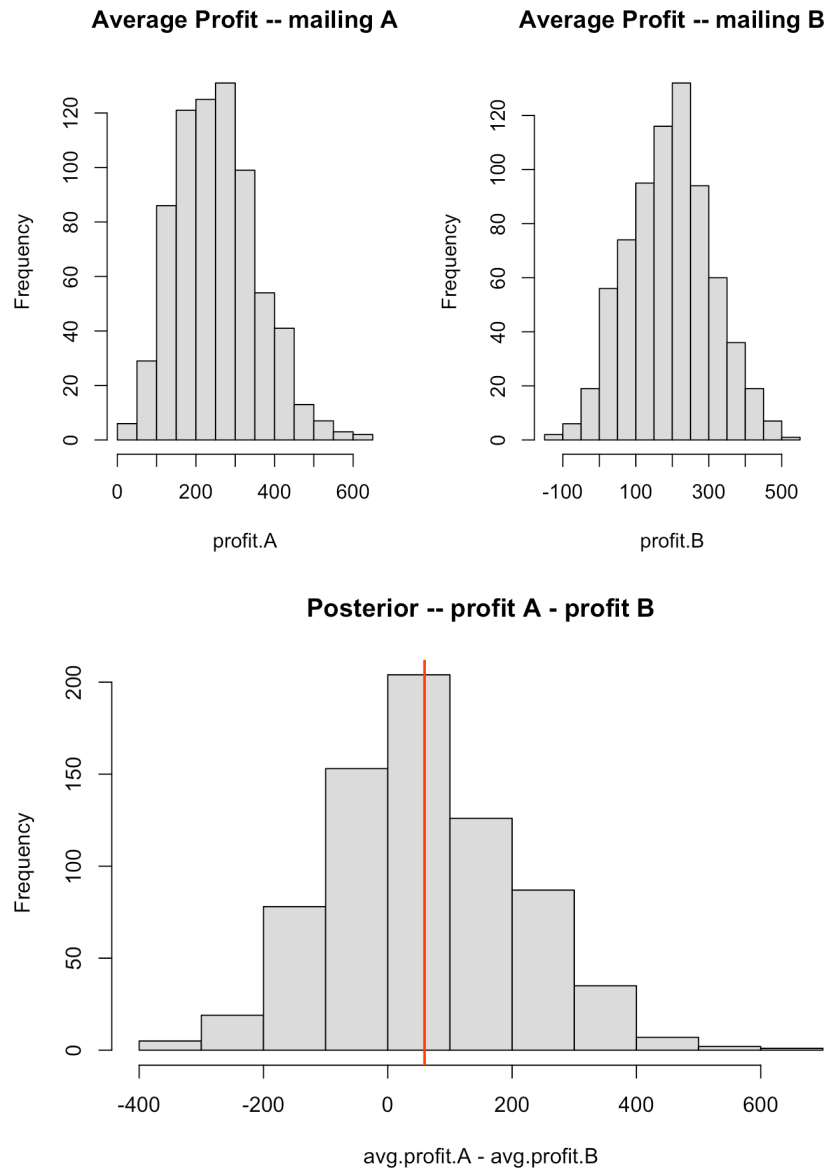 Average Profit -- mailing A
Average Profit -- mailing B
Frequency
0 20 40 60 80 100 120
0 200 400 600
profit.A
Frequency
0 20 40 60 80 100 120
-100 100 300 500
profit.B
Posterior -- profit A - profit B
Frequency
0 50 100 150 200
-400 -200 0 200 400 600
avg.profit.A - avg.profit.B